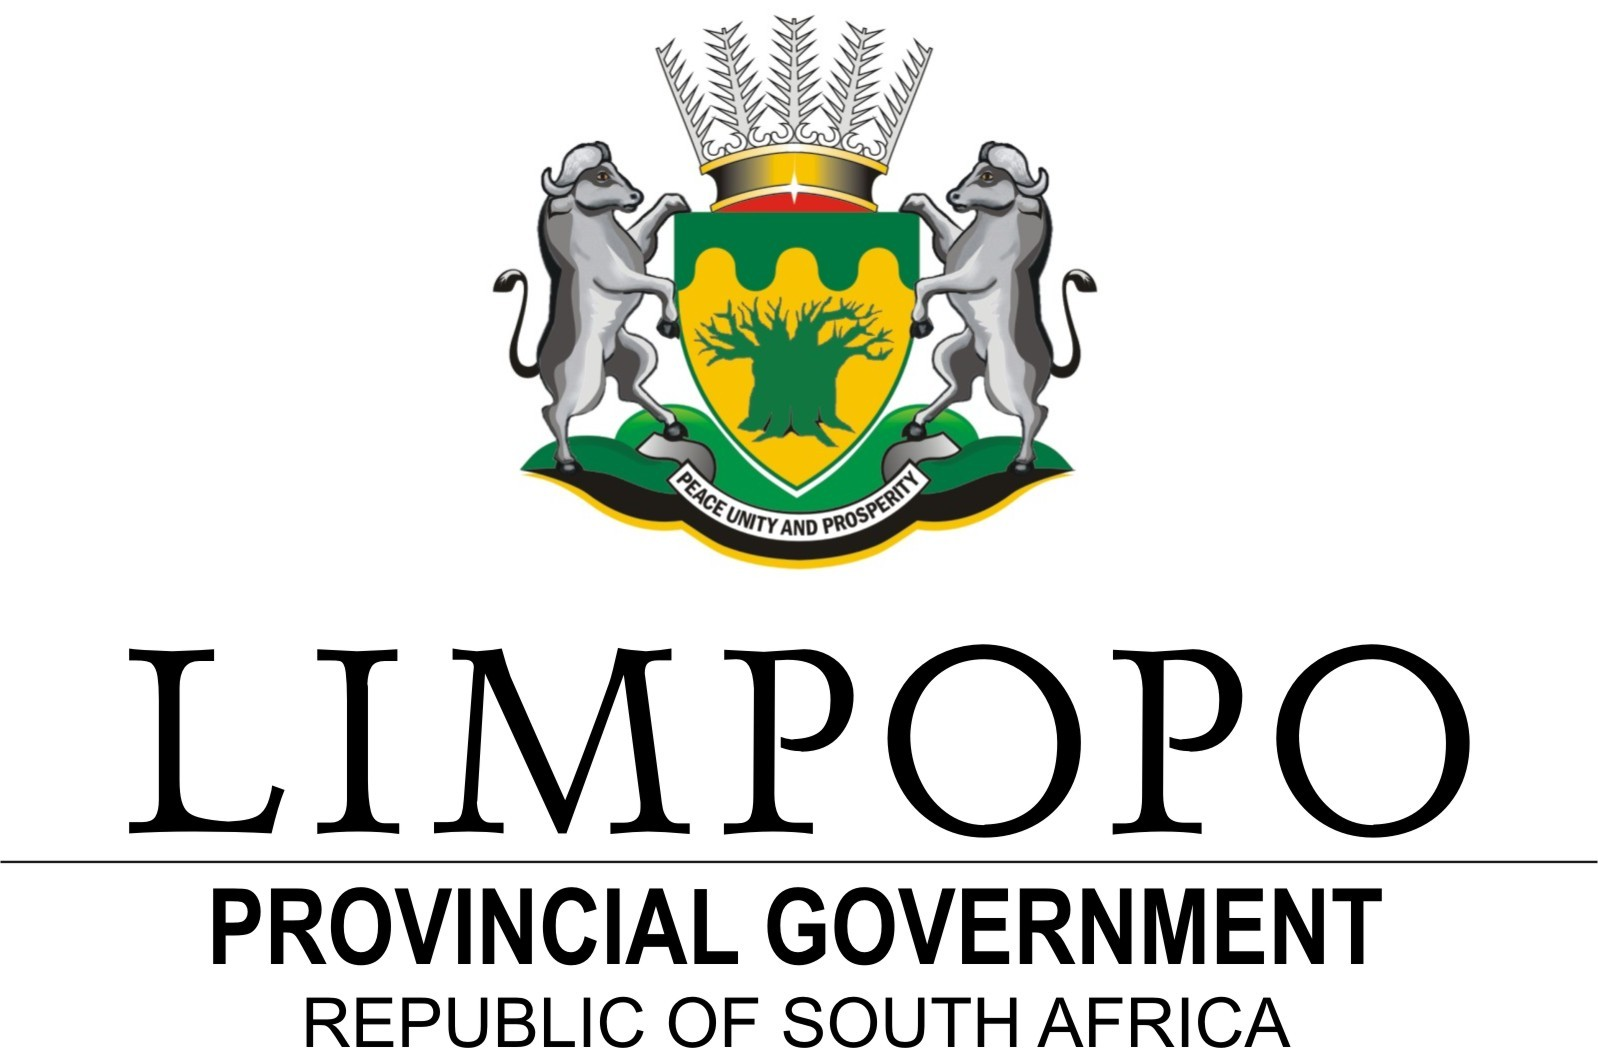 PEACE UNITY AND PROSPERITY
LIMPOPO
PROVINCIAL GOVERNMENT
REPUBLIC OF SOUTH AFRICA